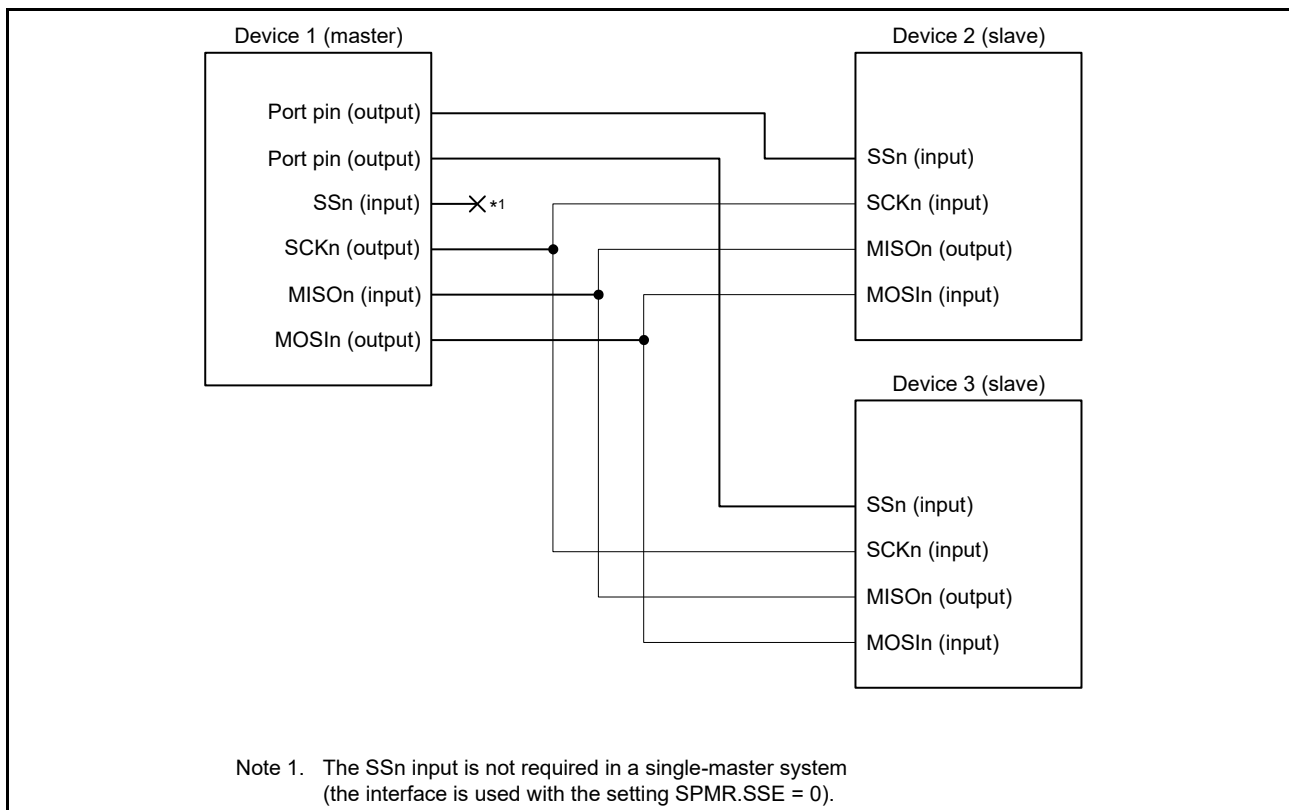 Device 1 (master)
Port pin (output)
Port pin (output)
SSn (input)
*1
SCKn (output)
MISOn (input)
MOSIn (output)
Device 2 (slave)
SSn (input)
SCKn (input)
MISOn (output)
MOSIn (input)
Device 3 (slave)
SSn (input)
SCKn (input)
MISOn (output)
MOSIn (input)
Note 1. The SSn input is not required in a single-master system
(the interface is used with the setting SPMR.SSE = 0).